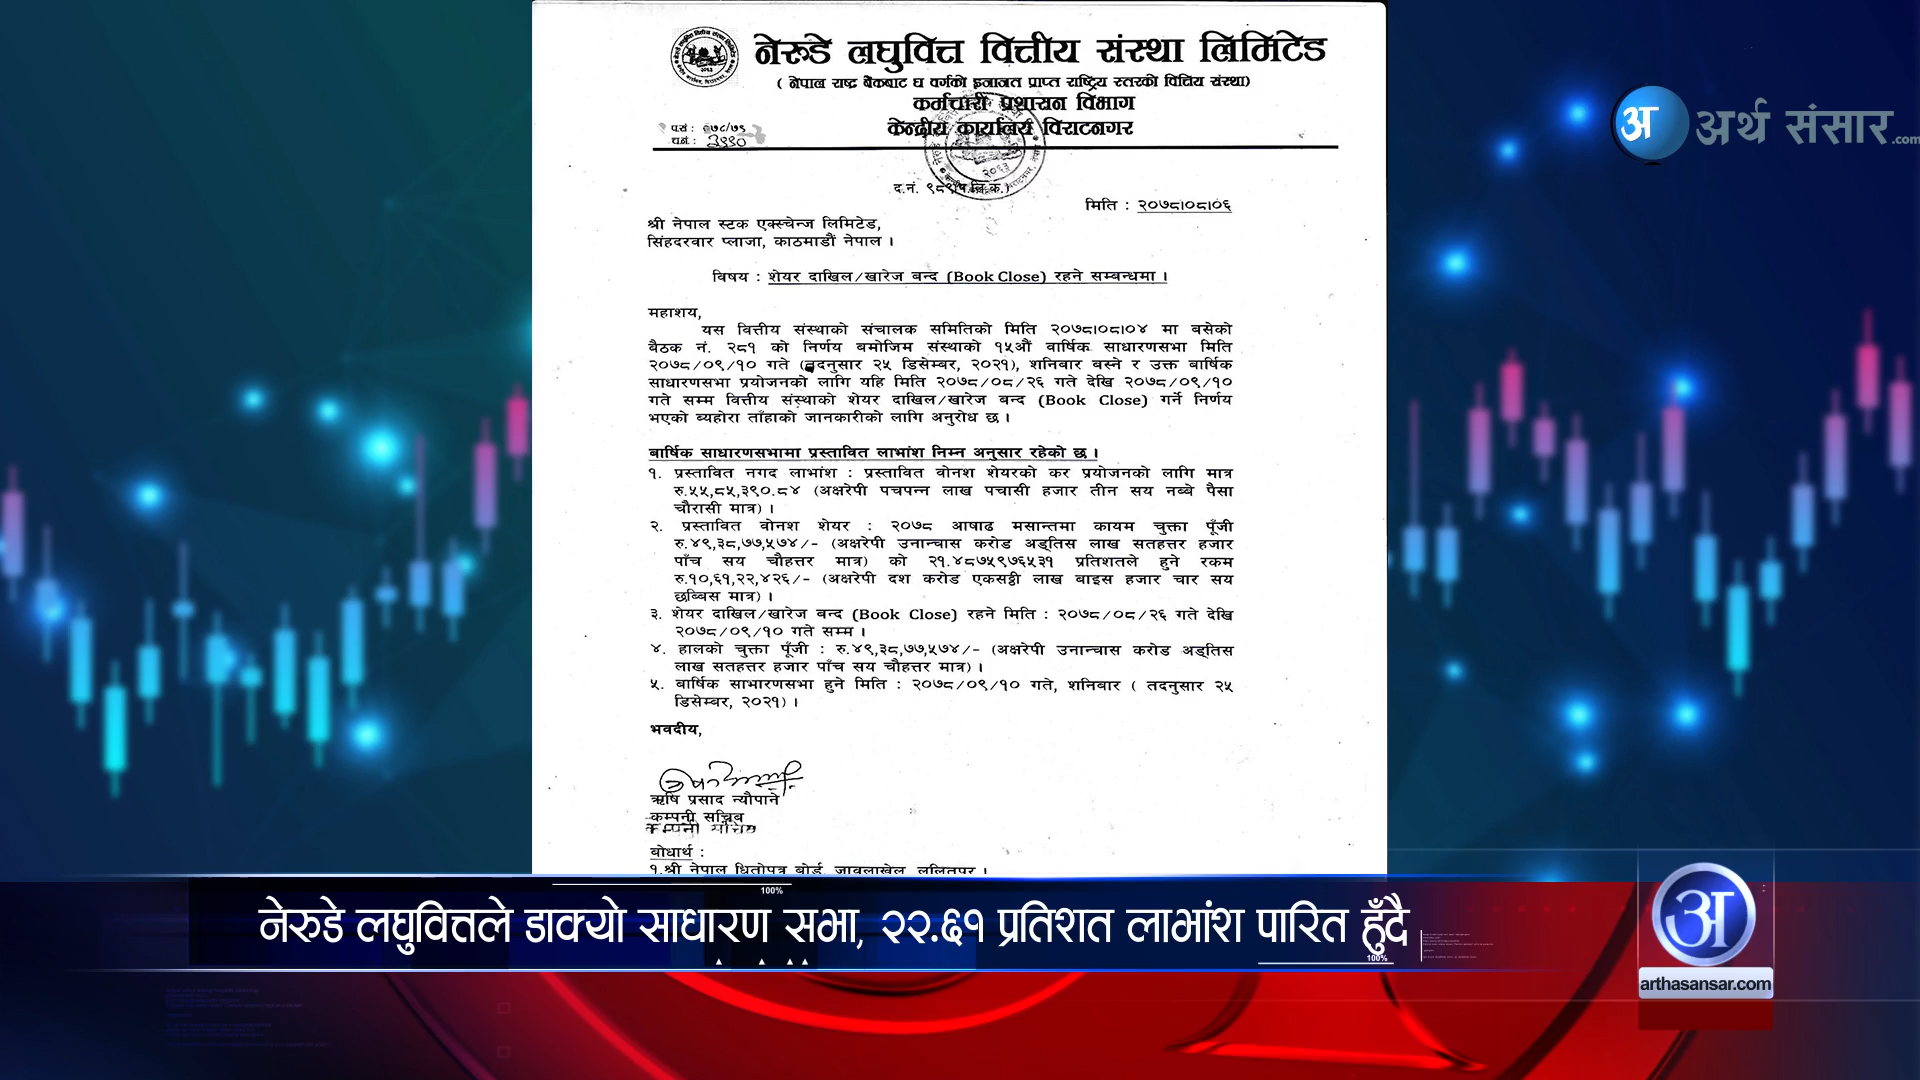 नेरुडे लघुवित्त वित्तीय संस्था लिमिटेड
( नेपाल राष्ट्र बैंकबाट घ वर्गको इजाजत प्राप्त राष्ट्रिय स्तरको वित्तिय संस्था)
कर्मचारी प्रशासन विभाग
केन्द्रीय कार्यालय विराटनगर
प.सं : ०७८/७९
च.नं :
द.नं. ९८९(प.लि.क.)
मिति : २०७८।०८।०६
श्री नेपाल स्टक एक्स्चेन्ज लिमिटेड,
सिंहदरवार प्लाजा, काठमाडौं नेपाल ।
विषय : शेयर दाखिल/खारेज बन्द (Book Close) रहने सम्बन्धमा ।
महाशय,
यस वित्तीय संस्थाको संचालक समितिको मिति २०७८।०८।०४ मा बसेको
बैठक नं. २८१ को निर्णय बमोजिम संस्थाको १५औं वार्षिक साधारणसभा मिति
२०७८/०९/१० गते (तदनुसार २५ डिसेम्बर, २०२१), शनिबार बस्ने र उक्त बार्षिक
साधारणसभा प्रयोजनको लागि यहि मिति २०७८/०८/२६ गते देखि २०७८/०९/१०
गते सम्म वित्तीय संस्थाको शेयर दाखिल/खारेज बन्द (Book Close) गर्ने निर्णय
भएको ब्यहोरा ताँहाको जानकारीको लागि अनुरोध छ ।
बार्षिक साधारणसभामा प्रस्तावित लाभांश निम्न अनुसार रहेको छ ।
१. प्रस्तावित नगद लाभांश : प्रस्तावित वोनश शेयरको कर प्रयोजनको लागि मात्र
रु.५५,८५,३९०.८४ (अक्षरेपी पचपन्न लाख पचासी हजार तीन सय नब्बे पैसा
चौरासी मात्र) ।
२. प्रस्तावित वोनश शेयर : २०७८ आषाढ मसान्तमा कायम चुक्ता पूँजी
रु.४९,३८,७७,५७४/- (अक्षरेपी उनान्चास करोड अड्तिस लाख सतहत्तर हजार
पाँच सय चौहत्तर मात्र) को २१.४८७५९७६५३१ प्रतिशतले हुने रकम
रु.१०,६१,२२,४२६/- (अक्षरेपी दश करोड एकसठ्ठी लाख बाइस हजार चार सय
छब्बिस मात्र) ।
३. शेयर दाखिल/खारेज बन्द (Book Close) रहने मिति : २०७८/०८/२६ गते देखि
२०७८/०९/१० गते सम्म ।
४. हालको चुक्ता पूँजी : रु.४९,३८,७७,५७४/- (अक्षरेपी उनान्चास करोड अड्तिस
लाख सतहत्तर हजार पाँच सय चौहत्तर मात्र) ।
५. वार्षिक साभारणसभा हुने मिति : २०७८/०९/१० गते, शनिबार ( तदनुसार २५
डिसेम्बर, २०२१) ।
भवदीय,
ऋषि प्रसाद न्यौपाने
कम्पनी सचिब
कम्पनी सचिव
बोधार्थ :
१.श्री नेपाल धितोपत्र बोर्ड, जावलाखेल, ललितपुर ।
अ अर्थ संसार.com
100%
नेरुडे लघुवित्तले डाक्यो साधारण सभा, २२.६१ प्रतिशत लाभांश पारित हुँदै
100%
अ
arthasansar.com